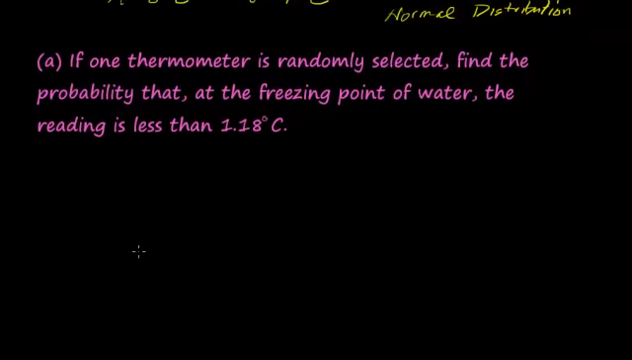 Normal Distribution
(a) If one thermometer is randomly selected, find the
probability that, at the freezing point of water, the
reading is less than 1.18°C.